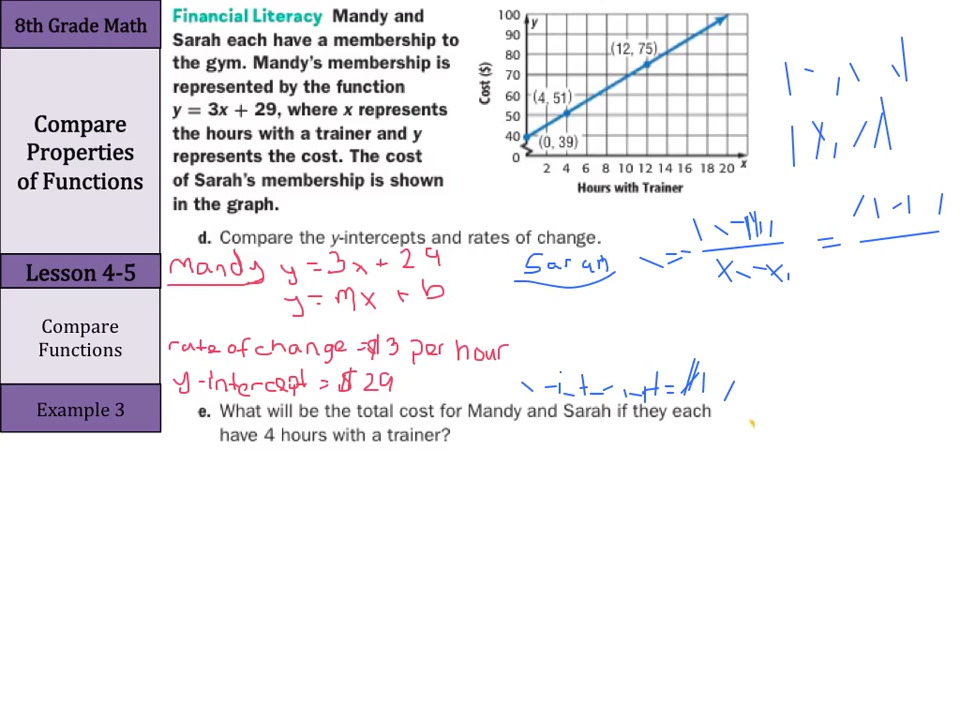 8th Grade Math
Compare
Properties
of Functions
Lesson 4-5
Compare
Functions
Example 3
Financial Literacy Mandy and
Sarah each have a membership to
the gym. Mandy's membership is
represented by the function
y = 3x + 29, where x represents
the hours with a trainer and y
represents the cost. The cost
of Sarah's membership is shown
in the graph.
Cost ($)
y
100
90
80
70
60
50
40
0
(12, 75)
(4, 51)
(0, 39)
2 4 6 8 10 12 14 16 18 20 x
Hours with Trainer
d. Compare the y-intercepts and rates of change.
Mandy y = 3x + 29
y = mx + b
rate of change = $3 per hour
y-intercept = $29
Sarah
e. What will be the total cost for Mandy and Sarah if they each
have 4 hours with a trainer?